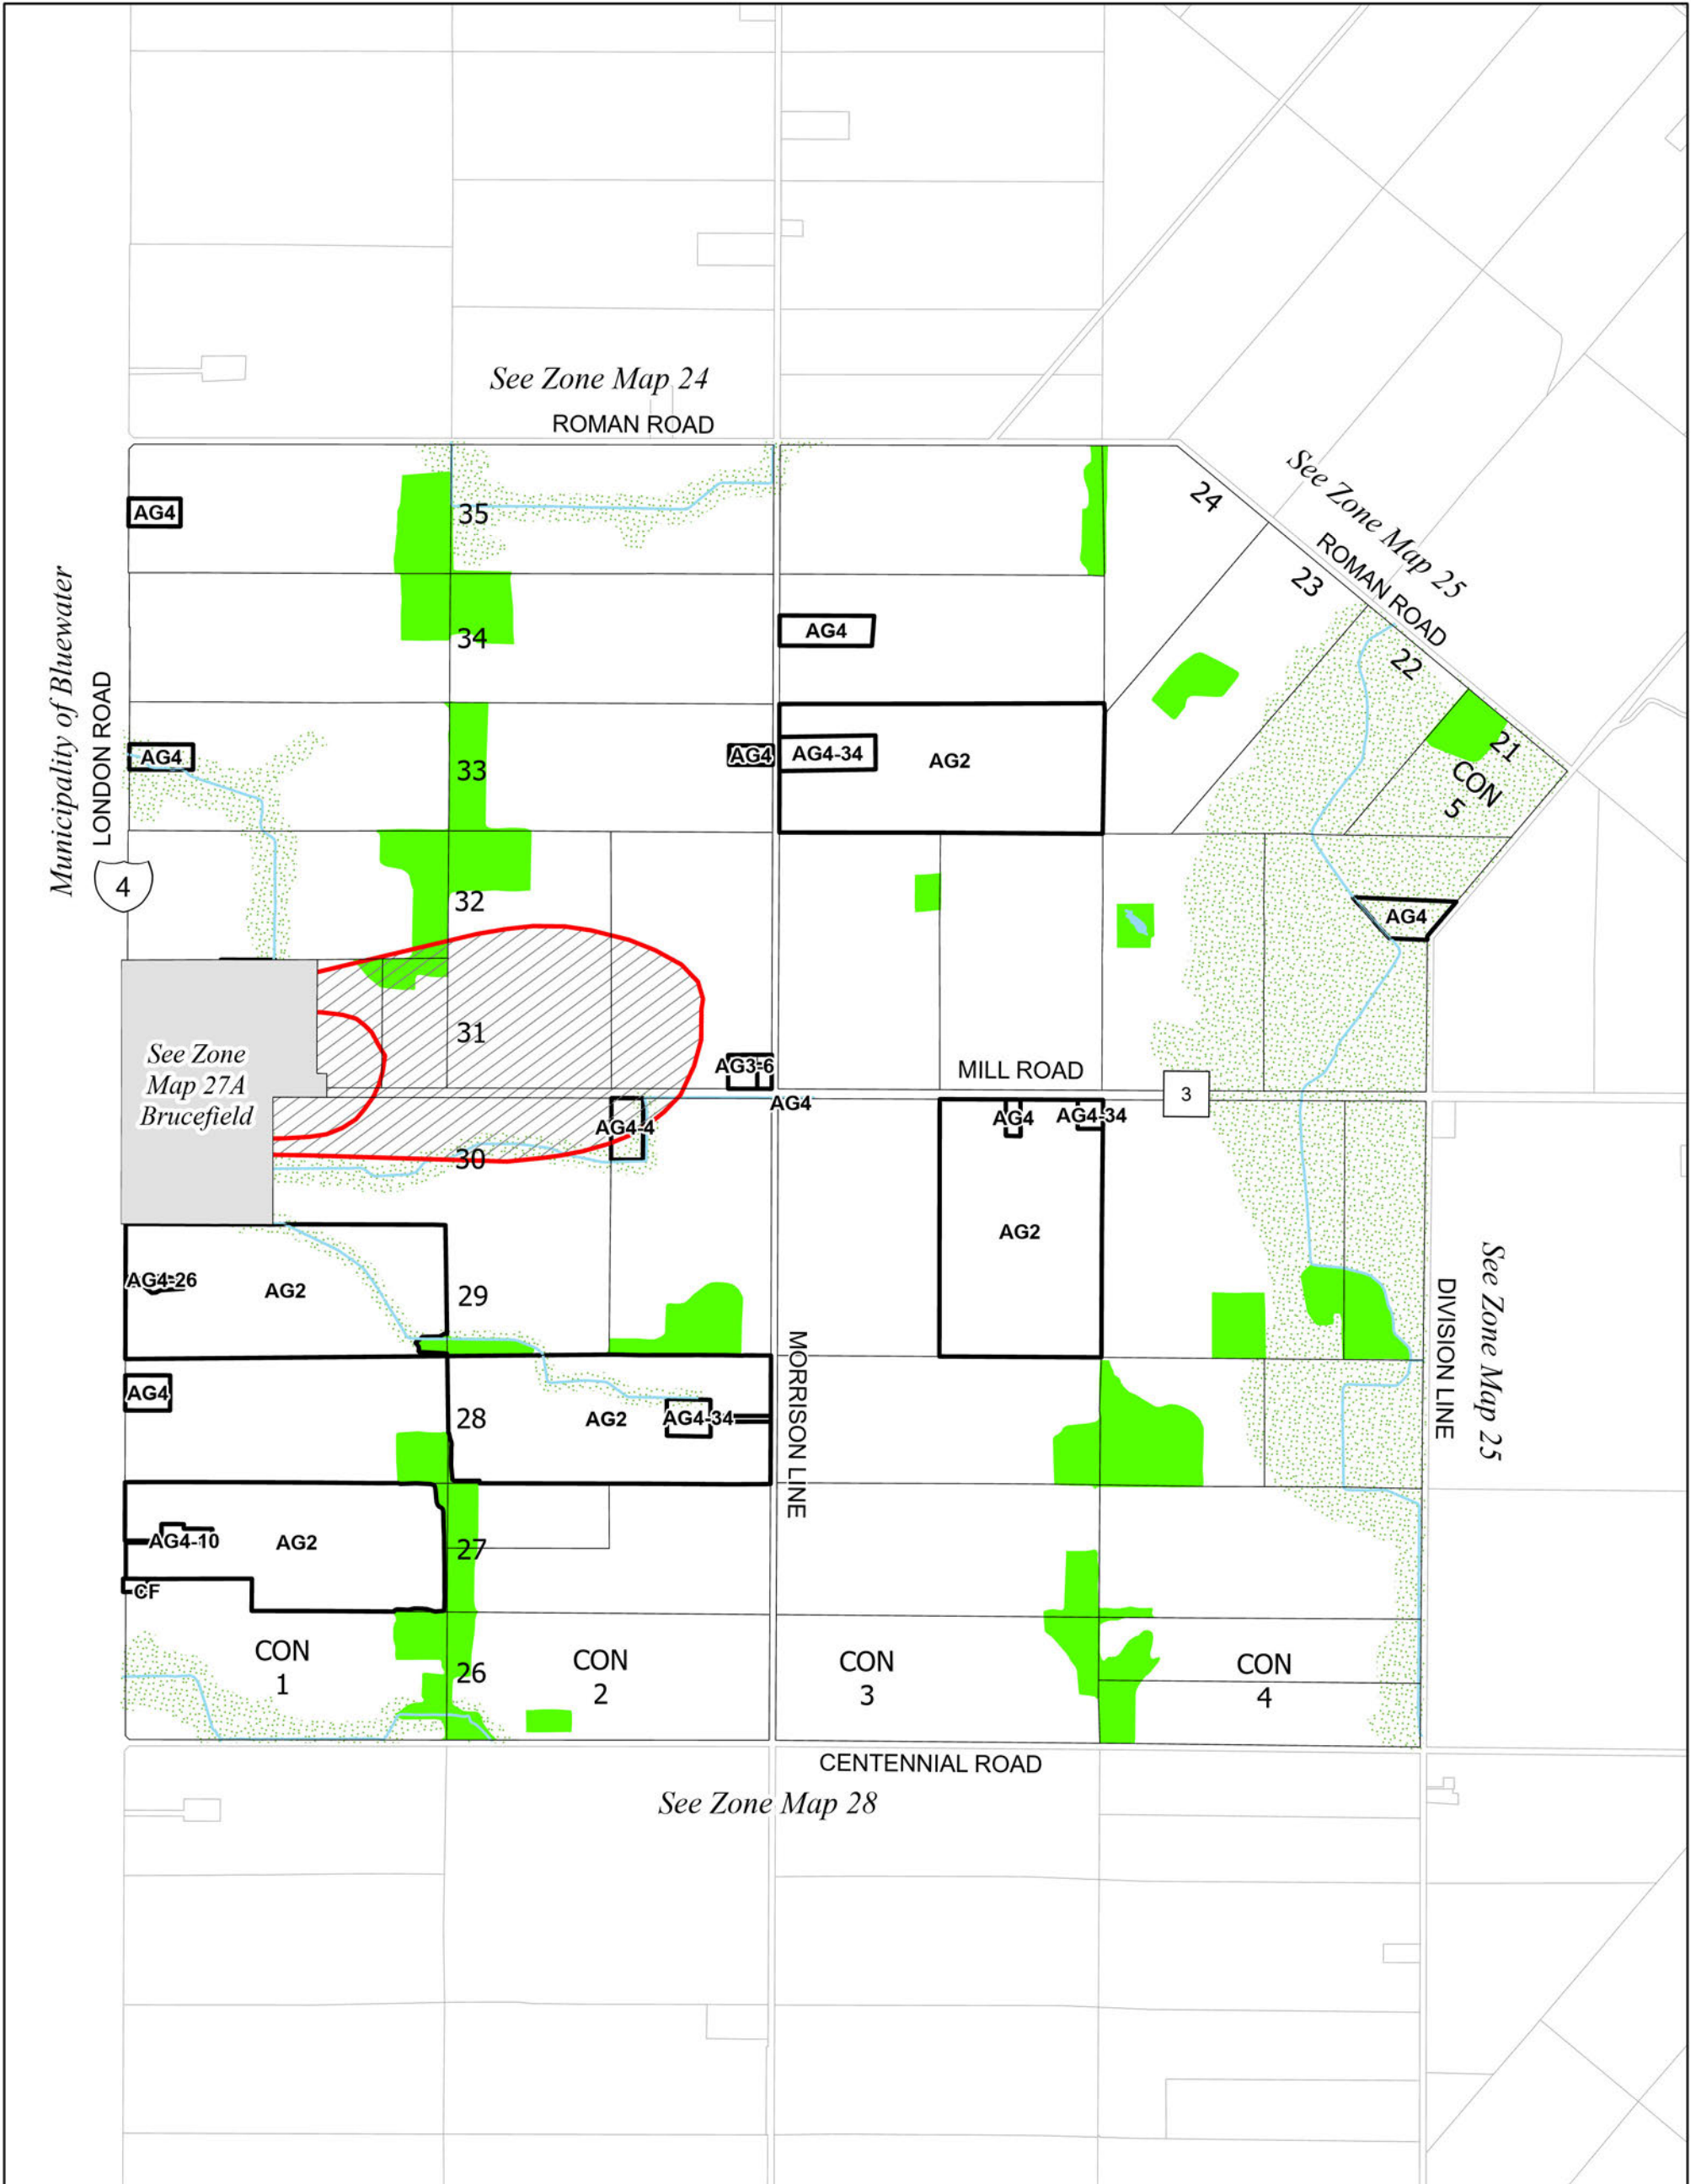 See Zone Map 24
ROMAN ROAD
See Zone Map 25
ROMAN ROAD
24
23
22
21
CON
5
35
AG4
34
AG4
Municipality of Bluewater
LONDON ROAD
4
AG4
33
AG4
AG4-34
AG2
32
AG4
See Zone
Map 27A
Brucefield
31
AG3-6
MILL ROAD
3
AG4
AG4-4
AG4
AG4-34
30
AG2
AG4-26
AG2
29
MORRISON LINE
DIVISION LINE
See Zone Map 25
AG4
28
AG2
AG4-34
AG4-10
AG2
27
CF
CON
1
26
CON
2
CON
3
CON
4
CENTENNIAL ROAD
See Zone Map 28